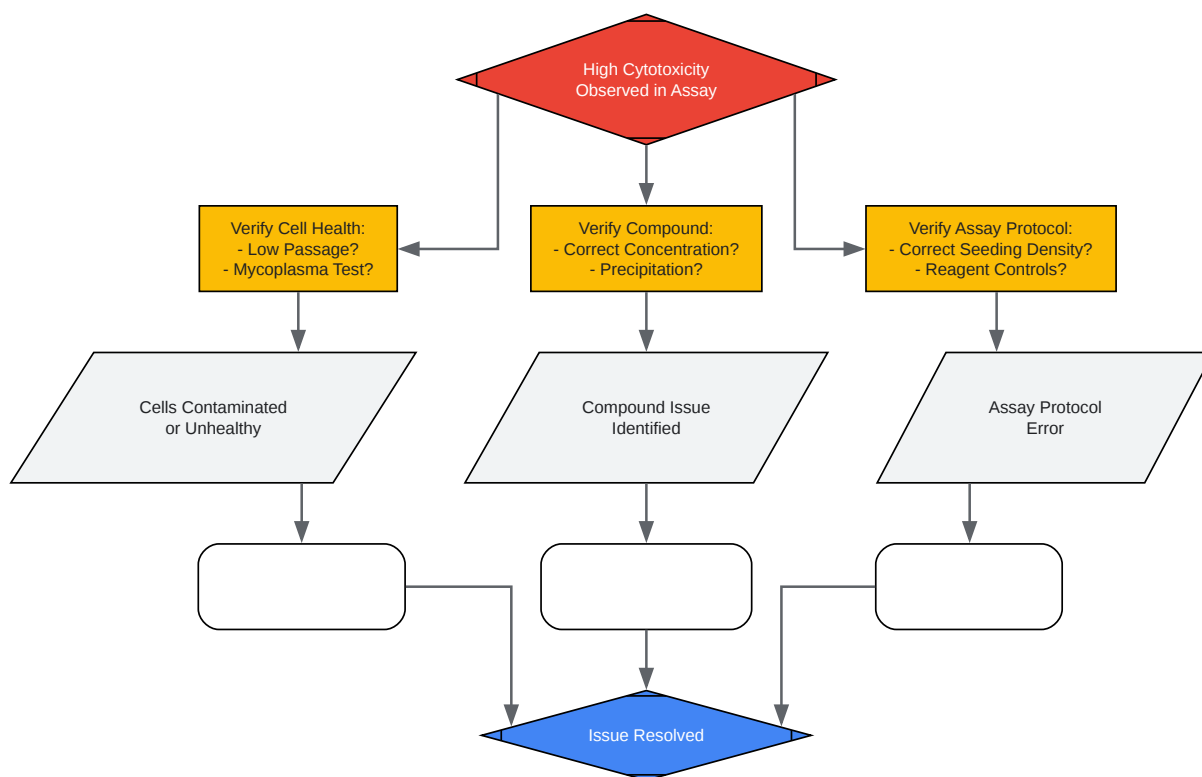 High Cytotoxicity
Observed in Assay
Verify Cell Health:
- Low Passage?
- Mycoplasma Test?
Verify Compound:
- Correct Concentration?
- Precipitation?
Verify Assay Protocol:
- Correct Seeding Density?
- Reagent Controls?
Cells Contaminated
or Unhealthy
Compound Issue
Identified
Assay Protocol
Error
Issue Resolved